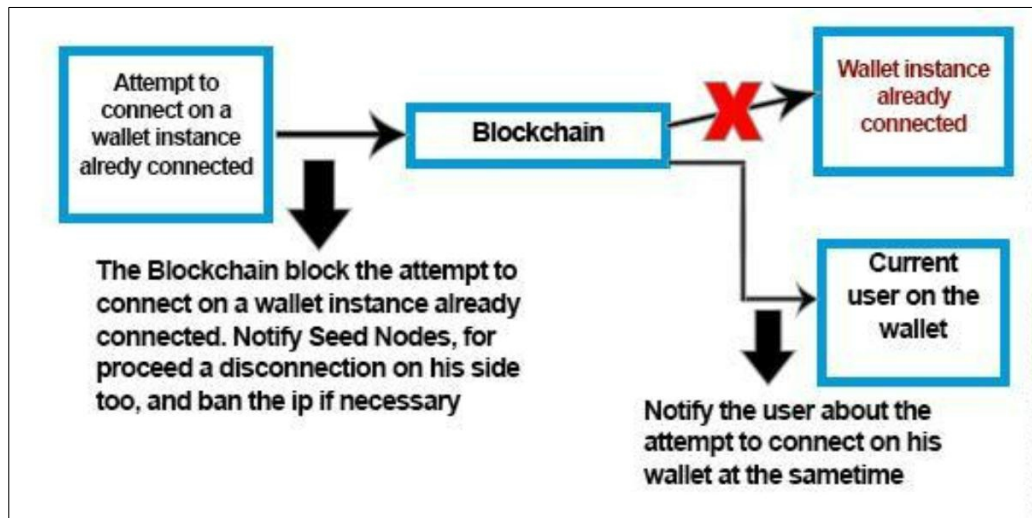 Attempt to
connect on a
wallet instance
alredy connected
Blockchain
Wallet instance
already
connected
The Blockchain block the attempt to
connect on a wallet instance already
connected. Notify Seed Nodes, for
proceed a disconnection on his side
too, and ban the ip if necessary
Current
user on the
wallet
Notify the user about the
attempt to connect on his
wallet at the sametime